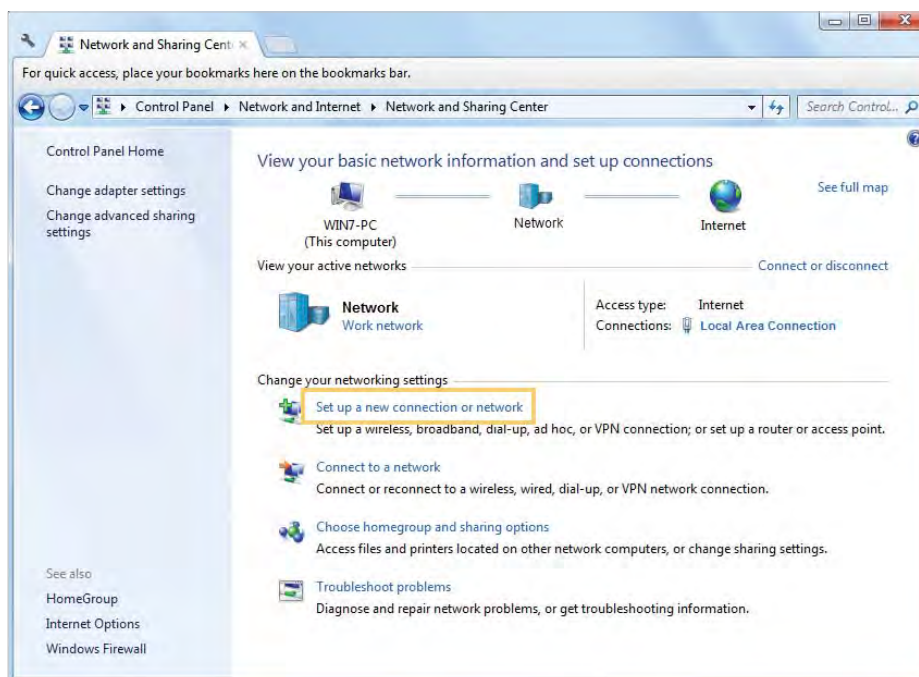 Network and Sharing Cent
For quick access, place your bookmarks here on the bookmarks bar.
Control Panel Network and Internet Network and Sharing Center Search Control...
Control Panel Home
Change adapter settings
Change advanced sharing
settings
View your basic network information and set up connections
See full map
WIN7-PC
(This computer)
Network
Internet
View your active networks Connect or disconnect
Network
Work network
Access type: Internet
Connections: Local Area Connection
Change your networking settings
Set up a new connection or network
Set up a wireless, broadband, dial-up, ad hoc, or VPN connection; or set up a router or access point.
Connect to a network
Connect or reconnect to a wireless, wired, dial-up, or VPN network connection.
Choose homegroup and sharing options
Access files and printers located on other network computers, or change sharing settings.
Troubleshoot problems
Diagnose and repair network problems, or get troubleshooting information.
See also
HomeGroup
Internet Options
Windows Firewall